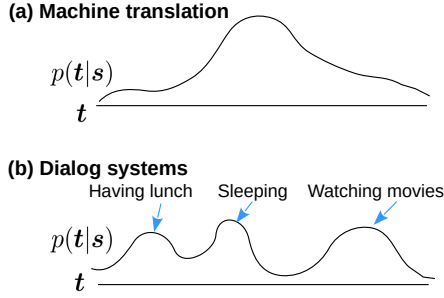 (a) Machine translation
p(t|s)
t
(b) Dialog systems
Having lunch Sleeping Watching movies
p(t|s)
t